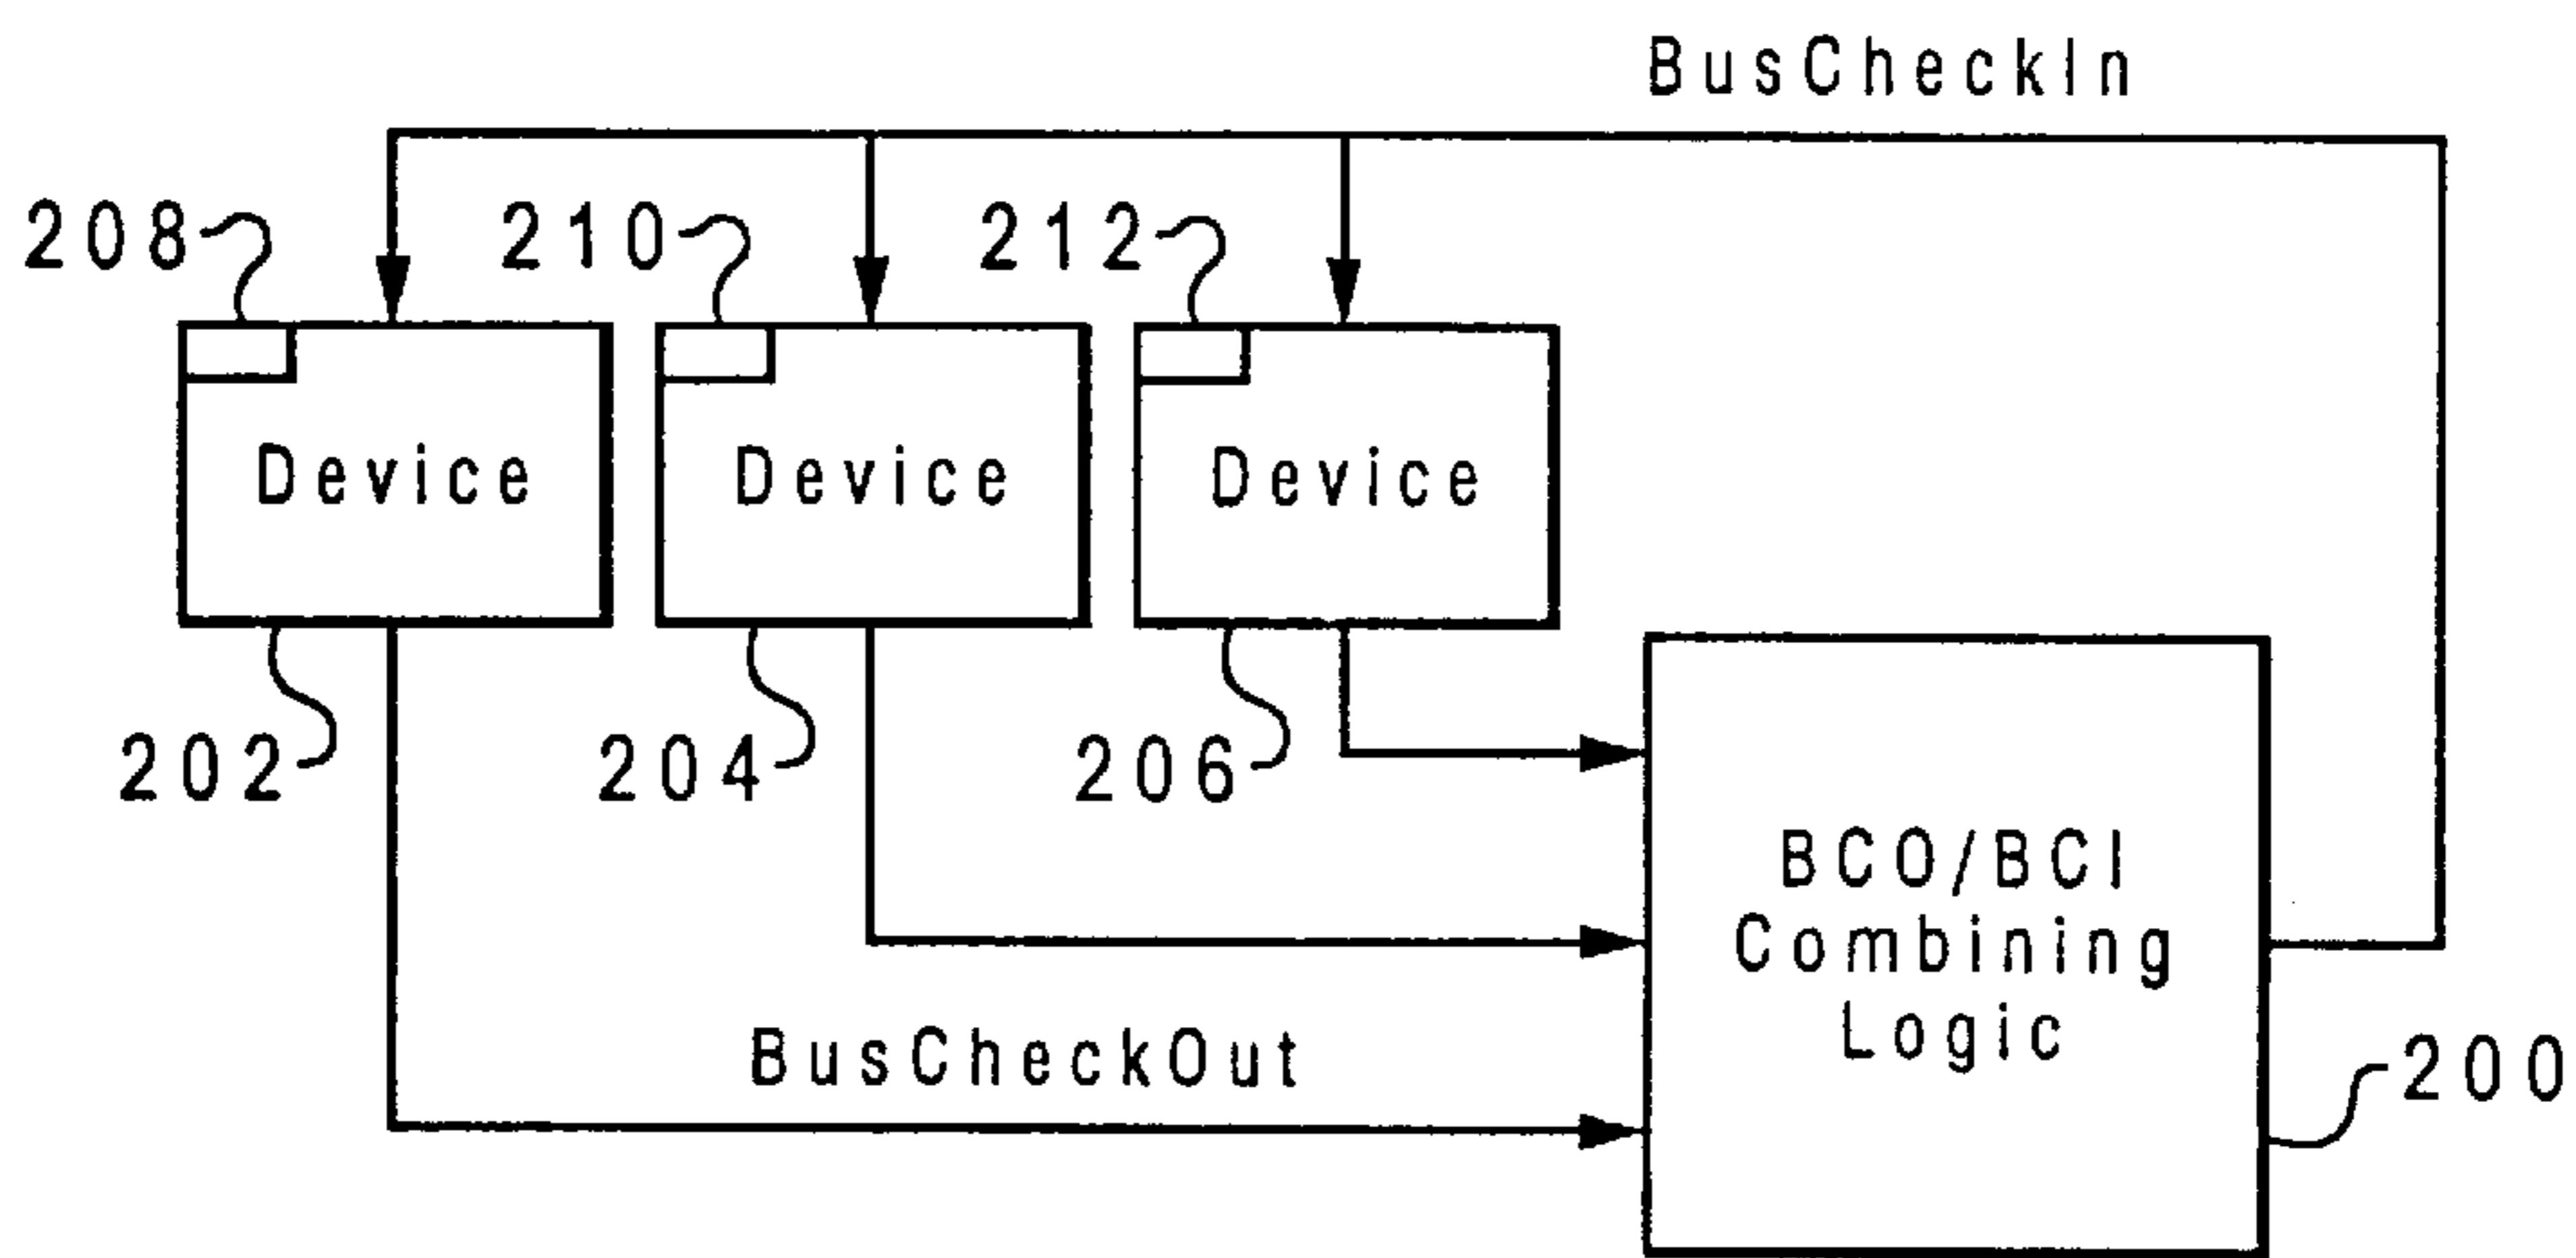 BusCheckIn
208
210
212
Device
Device
Device
202
204
206
BCO/BCI
Combining
Logic
BusCheckOut
200